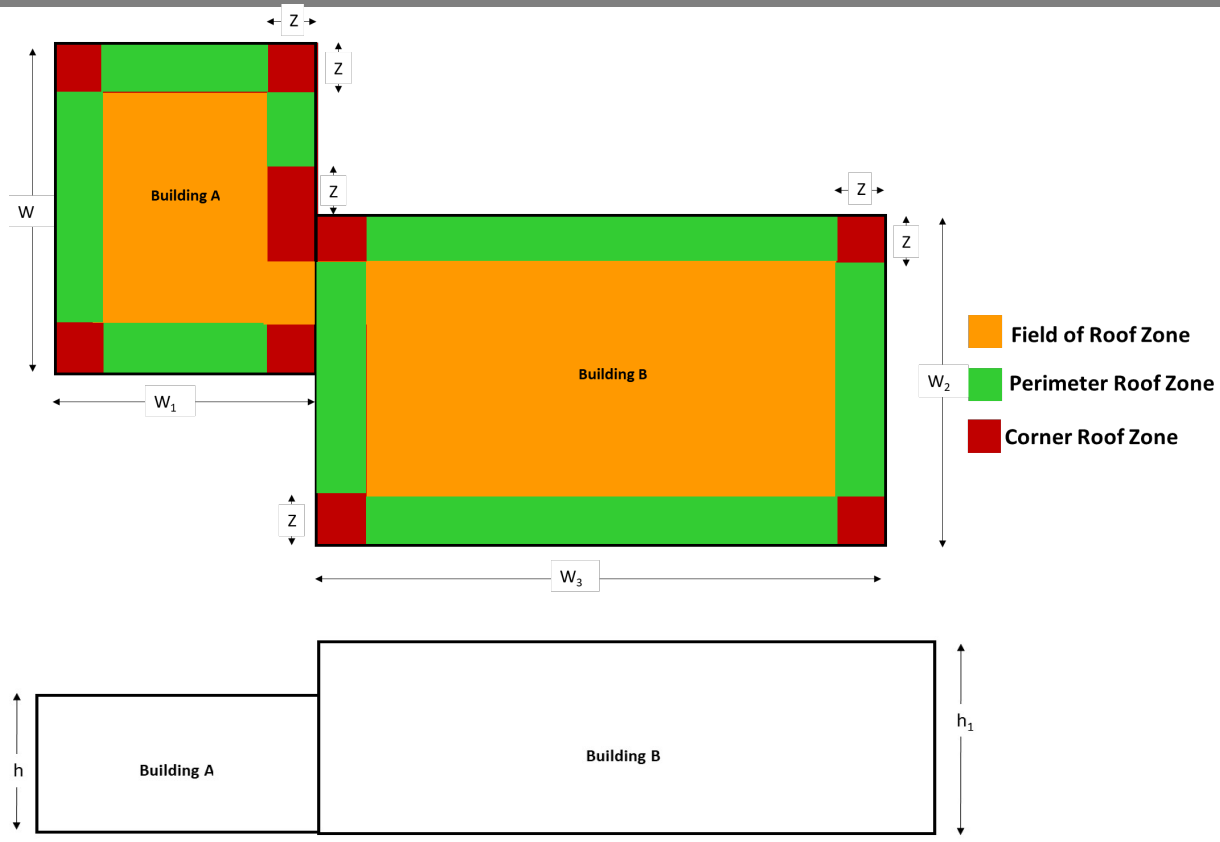 Z
Z
Building A
Z
Z
W
Z
W₁
Building B
W₂
Z
W₃
Field of Roof Zone
Perimeter Roof Zone
Corner Roof Zone
h
Building A
Building B
h₁